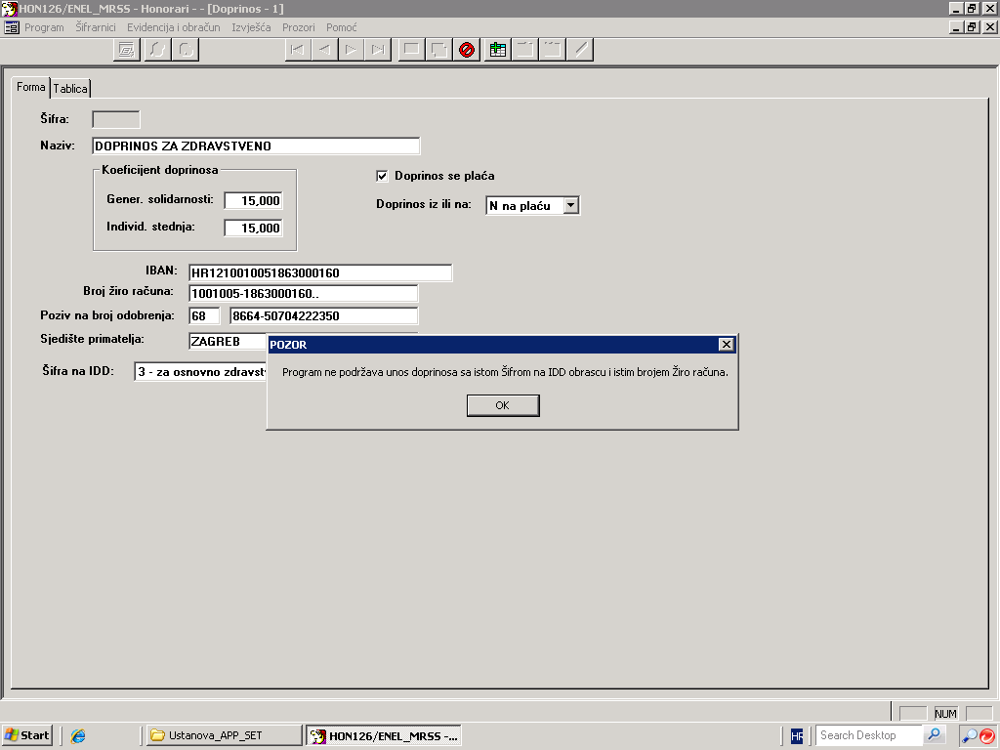 HON126/ENEL_MRSS - Honorari - - [Doprinos - 1]
Program Šifrarnici Evidencija i obračun Izvješća Prozori Pomoć
Forma Tablica
Šifra:
Naziv: DOPRINOS ZA ZDRAVSTVENO
Koeficijent doprinosa
Doprinos se plaća
Gener. solidarnosti: 15,000
Doprinos iz ili na: N na plaću
Individ. stednja: 15,000
IBAN: HR1210010051863000160
Broj žiro računa: 1001005-1863000160..
Poziv na broj odobrenja: 68 8664-50704222350
Sjedište primatelja: ZAGREB
POZOR
Šifra na IDD: 3 - za osnovno zdravstv
Program ne podržava unos doprinosa sa istom Šifrom na IDD obrascu i istim brojem Žiro računa.
OK
NUM
Start Ustanova_APP_SET HON126/ENEL_MRSS -... HR Search Desktop